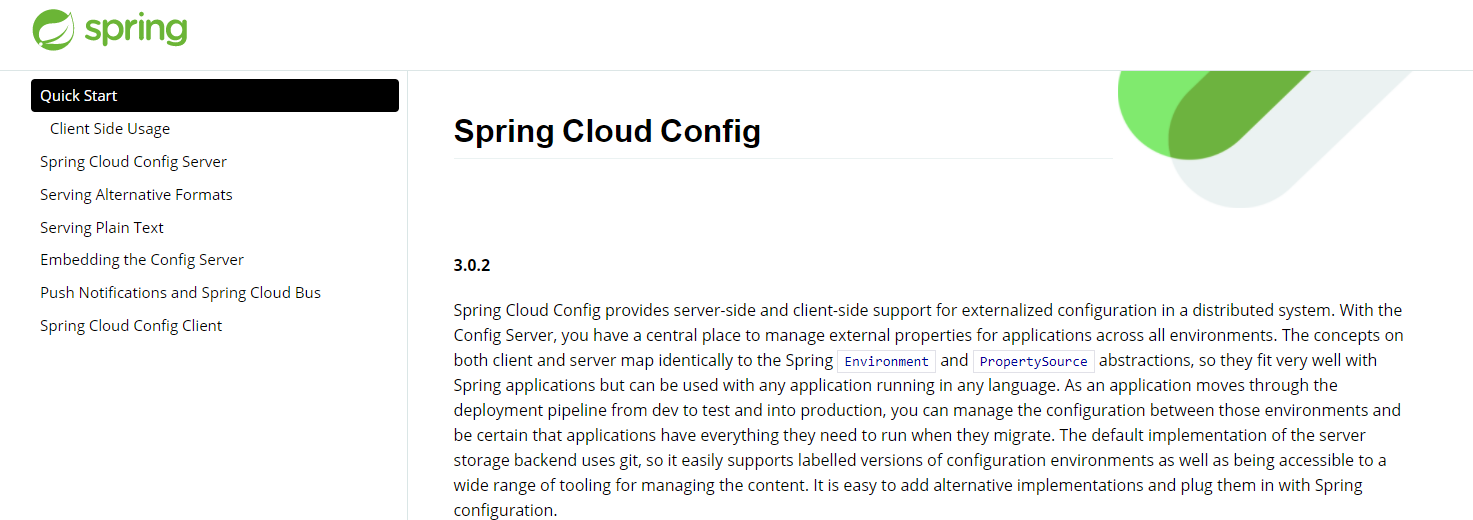 spring
Quick Start
Client Side Usage
Spring Cloud Config Server
Serving Alternative Formats
Serving Plain Text
Embedding the Config Server
Push Notifications and Spring Cloud Bus
Spring Cloud Config Client
Spring Cloud Config
3.0.2
Spring Cloud Config provides server-side and client-side support for externalized configuration in a distributed system. With the
Config Server, you have a central place to manage external properties for applications across all environments. The concepts on
both client and server map identically to the Spring Environment and PropertySource abstractions, so they fit very well with
Spring applications but can be used with any application running in any language. As an application moves through the
deployment pipeline from dev to test and into production, you can manage the configuration between those environments and
be certain that applications have everything they need to run when they migrate. The default implementation of the server
storage backend uses git, so it easily supports labelled versions of configuration environments as well as being accessible to a
wide range of tooling for managing the content. It is easy to add alternative implementations and plug them in with Spring
configuration.